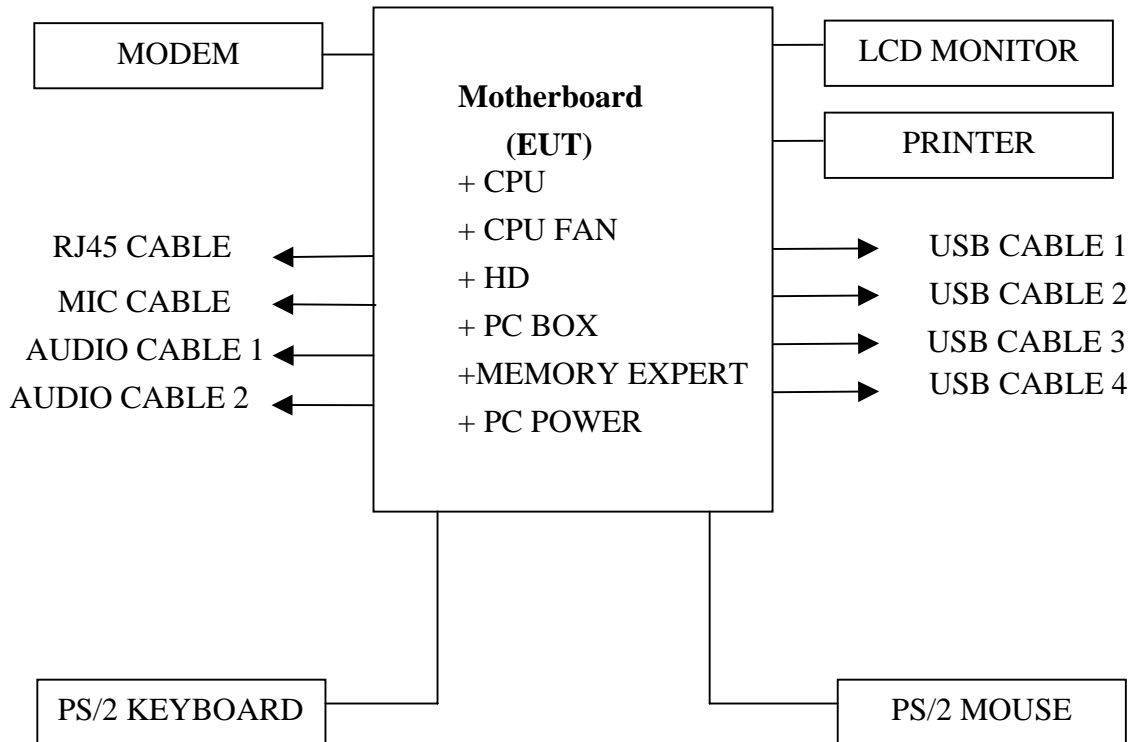 MODEM
LCD MONITOR
Motherboard
(EUT)
PRINTER
+ CPU
+ CPU FAN
+ HD
+ PC BOX
+MEMORY EXPERT
+ PC POWER
RJ45 CABLE
MIC CABLE
AUDIO CABLE 1
AUDIO CABLE 2
USB CABLE 1
USB CABLE 2
USB CABLE 3
USB CABLE 4
PS/2 KEYBOARD
PS/2 MOUSE